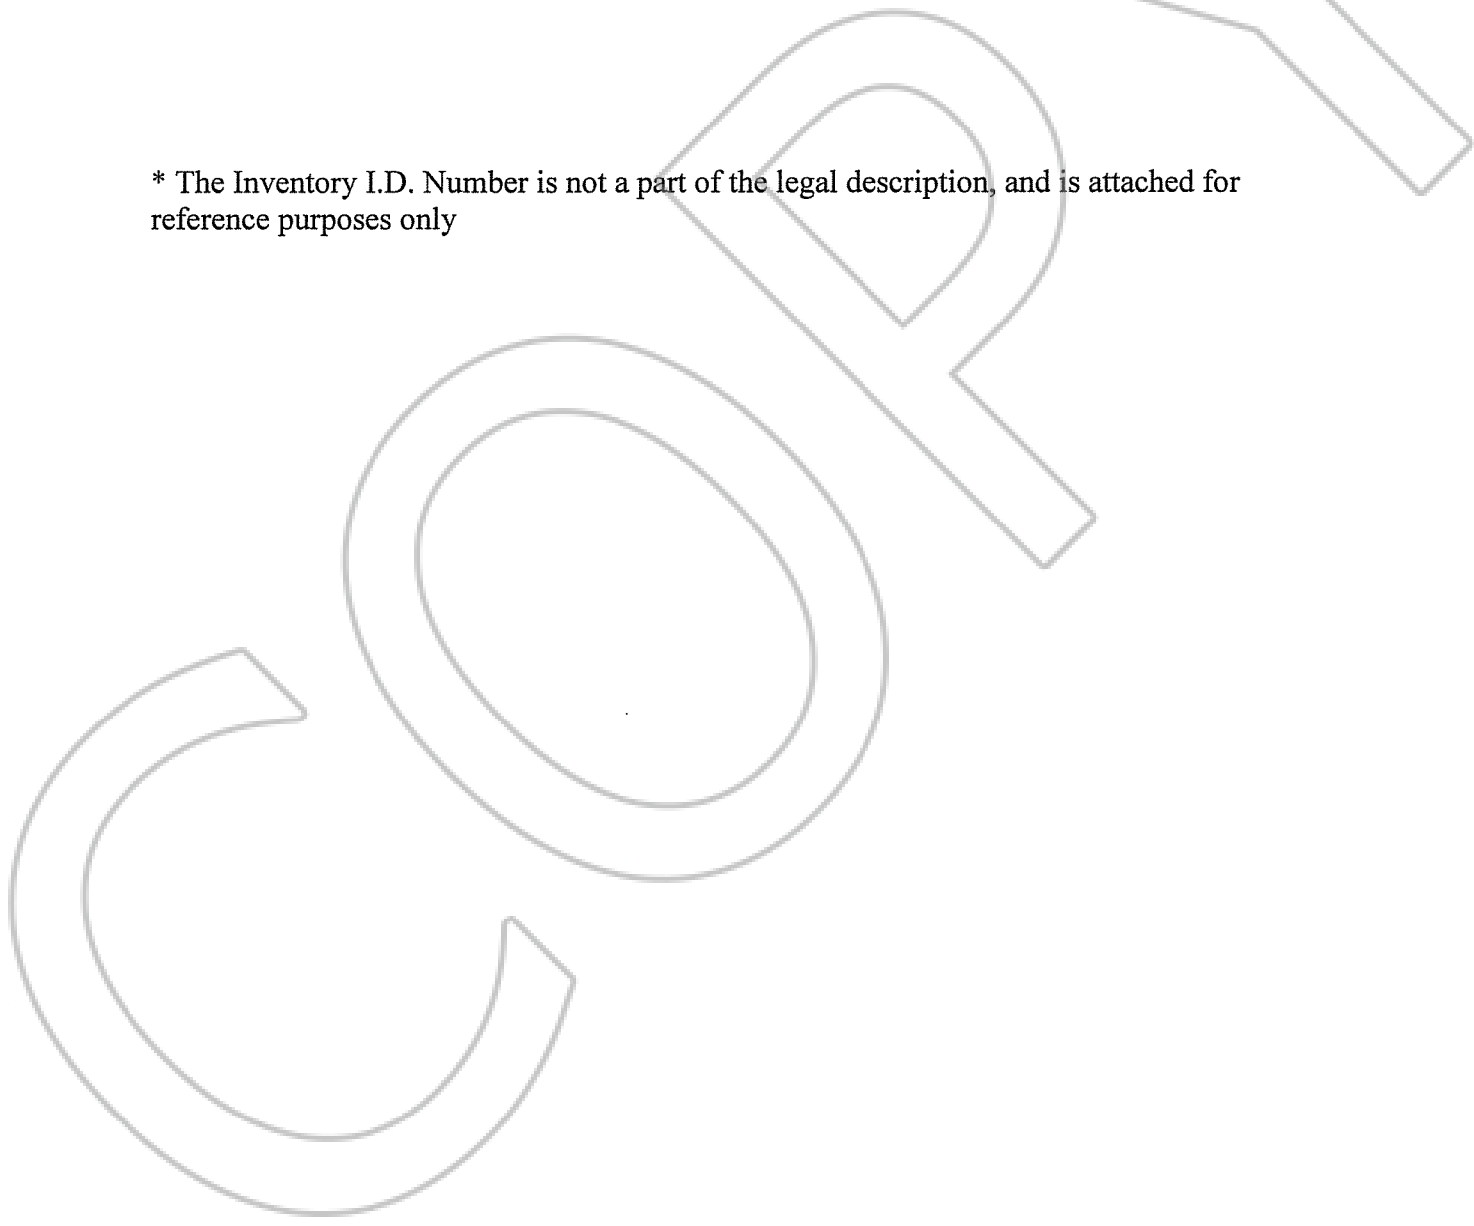 * The Inventory I.D. Number is not a part of the legal description, and is attached for
reference purposes only
COPY